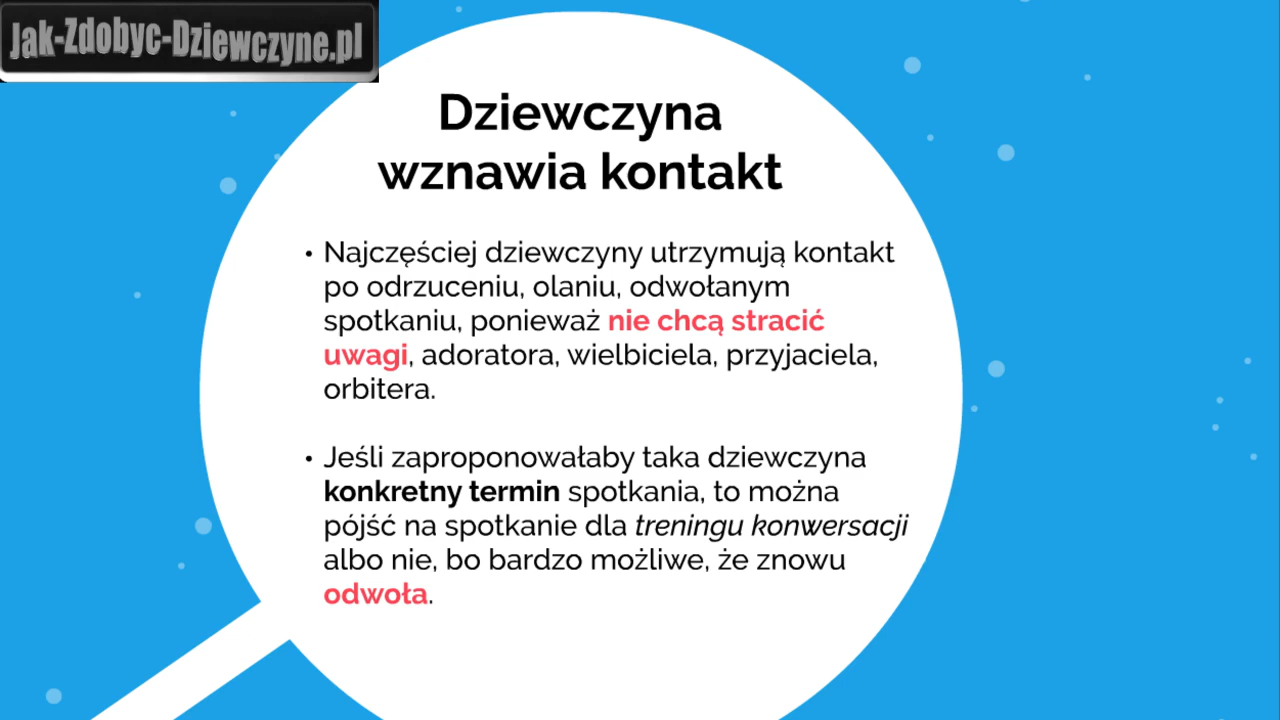 Jak-Zdobyc-Dziewczyne.pl
Dziewczyna
wznawia kontakt
• Najczęściej dziewczyny utrzymują kontakt
po odrzuceniu, olaniu, odwołanym
spotkaniu, ponieważ nie chcą stracić
uwagi, adoratora, wielbiciela, przyjaciela,
orbitera.
• Jeśli zaproponowałaby taka dziewczyna
konkretny termin spotkania, to można
pójść na spotkanie dla treningu konwersacji
albo nie, bo bardzo możliwe, że znowu
odwoła.